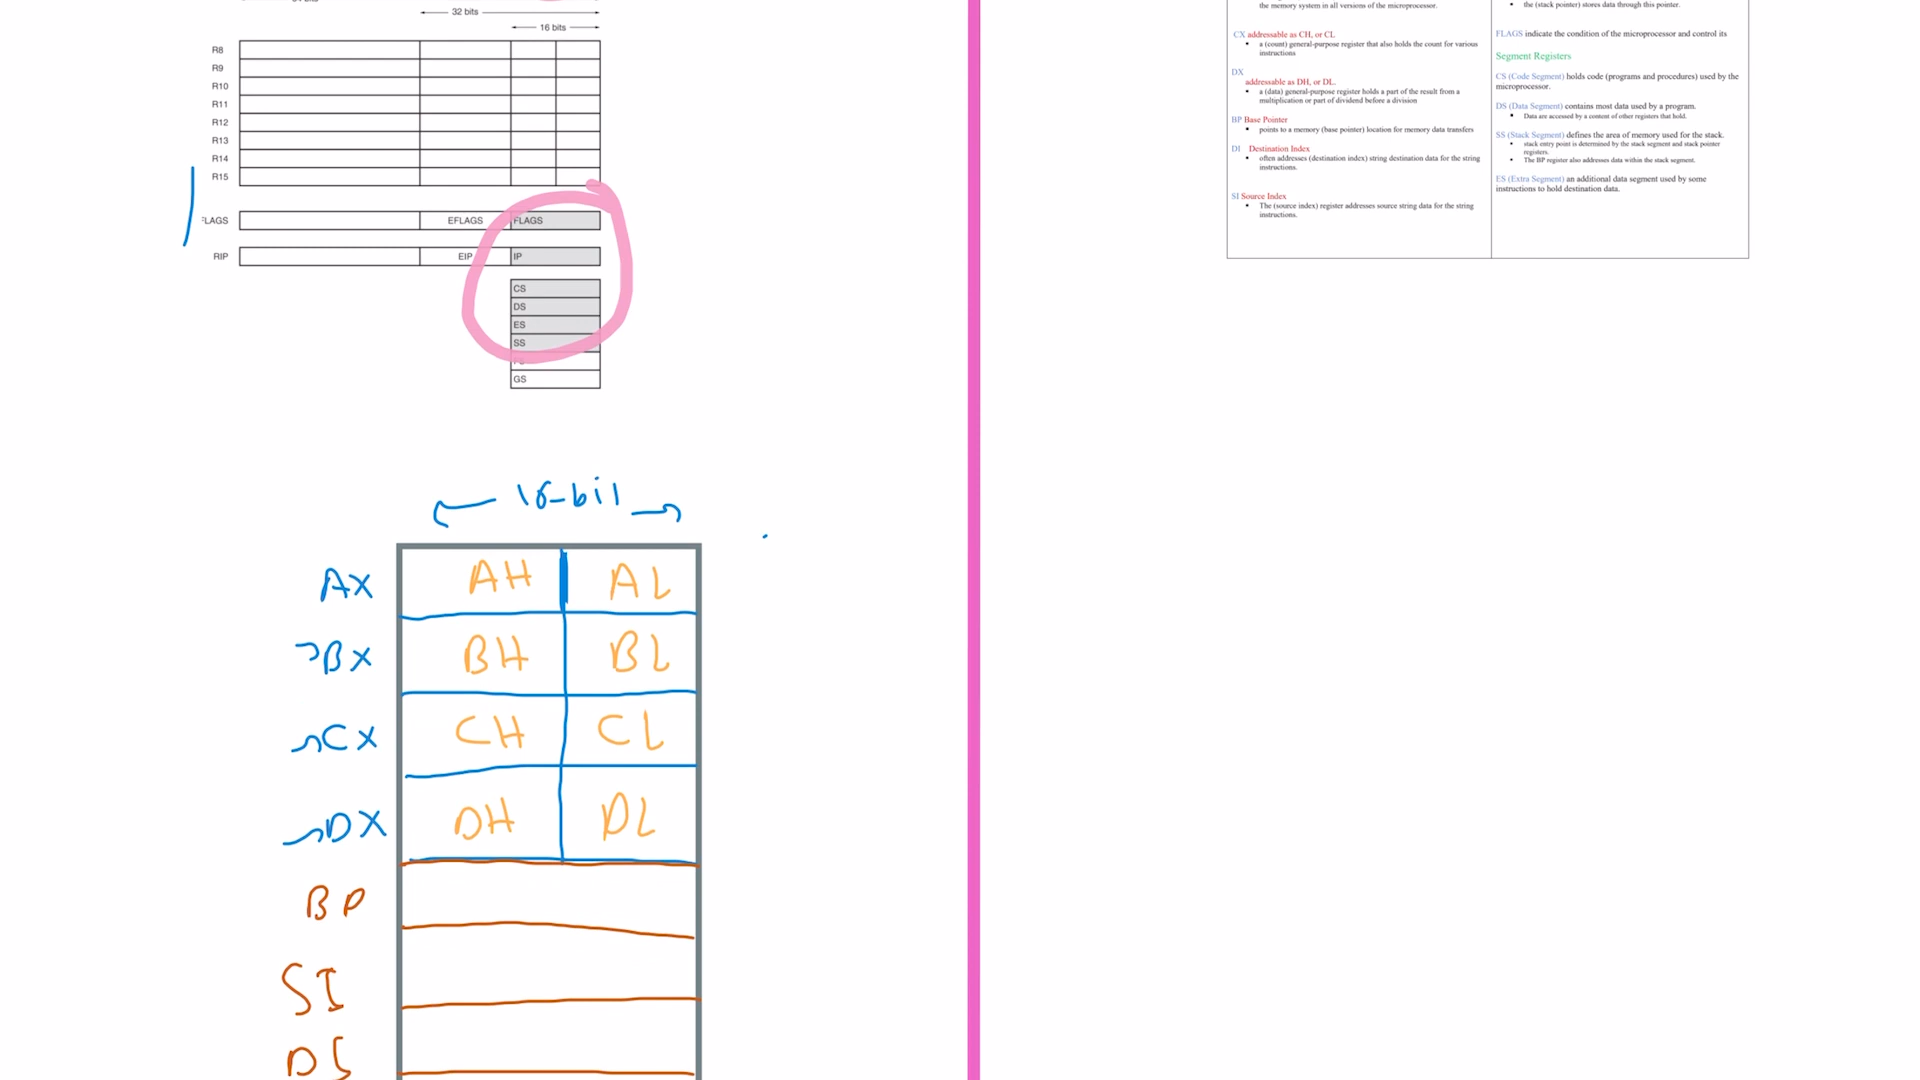 32 bits
16 bits
R8
R9
R10
R11
R12
R13
R14
R15
FLAGS EFLAGS FLAGS
RIP EIP IP
CS
DS
ES
SS
GS
16-bit
AX AH AL
BX BH BL
CX CH CL
DX DH DL
BP
SI
DI
the memory system in all versions of the microprocessor.
CX addressable as CH, or CL
▪ a (count) general-purpose register that also holds the count for various
instructions
DX
addressable as DH, or DL.
▪ a (data) general-purpose register holds a part of the result from a
multiplication or part of dividend before a division
BP Base Pointer
▪ points to a memory (base pointer) location for memory data transfers
DI Destination Index
▪ often addresses (destination index) string destination data for the string
instructions.
SI Source Index
▪ The (source index) register addresses source string data for the string
instructions.
▪ the (stack pointer) stores data through this pointer.
FLAGS indicate the condition of the microprocessor and control its
Segment Registers
CS (Code Segment) holds code (programs and procedures) used by the
microprocessor.
DS (Data Segment) contains most data used by a program.
▪ Data are accessed by a content of other registers that hold.
SS (Stack Segment) defines the area of memory used for the stack.
▪ stack entry point is determined by the stack segment and stack pointer
registers.
▪ The BP register also addresses data within the stack segment.
ES (Extra Segment) an additional data segment used by some
instructions to hold destination data.